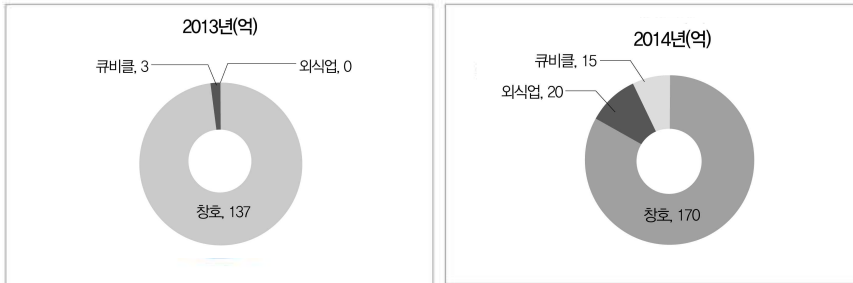 2013년(억)
큐비클, 3
외식업, 0
창호, 137
2014년(억)
큐비클, 15
외식업, 20
창호, 170